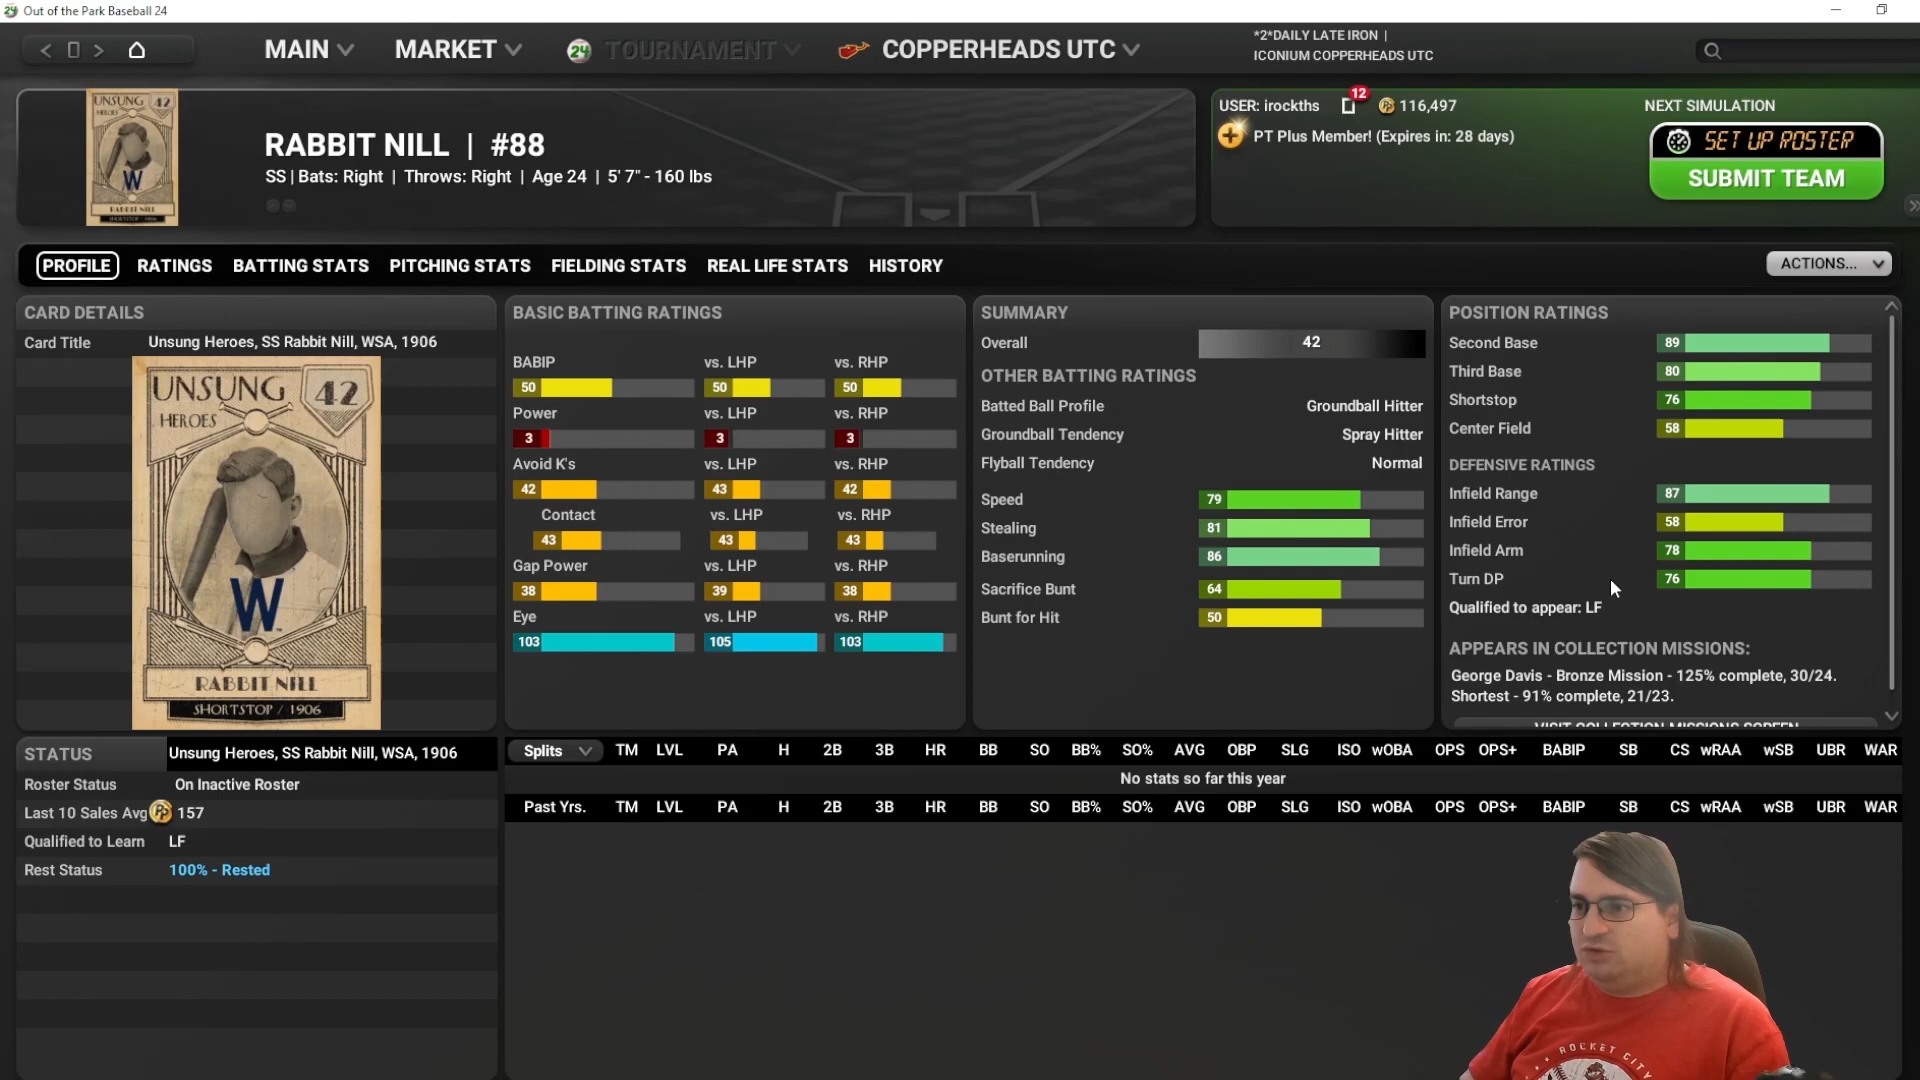 Out of the Park Baseball 24
MAIN
MARKET
TOURNAMENT
COPPERHEADS UTC
*2*DAILY LATE IRON |
ICONIUM COPPERHEADS UTC
UNSUNG 42
HEROES
W
RABBIT NILL
SHORTSTOP / 1906
RABBIT NILL | #88
SS | Bats: Right | Throws: Right | Age 24 | 5' 7" - 160 lbs
USER: irockths 12 116,497
PT Plus Member! (Expires in: 28 days)
NEXT SIMULATION
SET UP ROSTER
SUBMIT TEAM
PROFILE RATINGS BATTING STATS PITCHING STATS FIELDING STATS REAL LIFE STATS HISTORY
ACTIONS...
CARD DETAILS
Card Title Unsung Heroes, SS Rabbit Nill, WSA, 1906
UNSUNG 42
HEROES
W
RABBIT NILL
SHORTSTOP / 1906
BASIC BATTING RATINGS
BABIP vs. LHP vs. RHP
50 50 50
Power vs. LHP vs. RHP
3 3 3
Avoid K's vs. LHP vs. RHP
42 43 42
Contact vs. LHP vs. RHP
43 43 43
Gap Power vs. LHP vs. RHP
38 39 38
Eye vs. LHP vs. RHP
103 105 103
SUMMARY
Overall 42
OTHER BATTING RATINGS
Batted Ball Profile Groundball Hitter
Groundball Tendency Spray Hitter
Flyball Tendency Normal
Speed 79
Stealing 81
Baserunning 86
Sacrifice Bunt 64
Bunt for Hit 50
POSITION RATINGS
Second Base 89
Third Base 80
Shortstop 76
Center Field 58
DEFENSIVE RATINGS
Infield Range 87
Infield Error 58
Infield Arm 78
Turn DP 76
Qualified to appear: LF
APPEARS IN COLLECTION MISSIONS:
George Davis - Bronze Mission - 125% complete, 30/24.
Shortest - 91% complete, 21/23.
VISIT COLLECTION MISSIONS SCREEN
STATUS Unsung Heroes, SS Rabbit Nill, WSA, 1906
Roster Status On Inactive Roster
Last 10 Sales Avg PP 157
Qualified to Learn LF
Rest Status 100% - Rested
Splits TM LVL PA H 2B 3B HR BB SO BB% SO% AVG OBP SLG ISO wOBA OPS OPS+ BABIP SB CS wRAA wSB UBR WAR
No stats so far this year
Past Yrs. TM LVL PA H 2B 3B HR BB SO BB% SO% AVG OBP SLG ISO wOBA OPS OPS+ BABIP SB CS wRAA wSB UBR WAR
ROCKET CITY